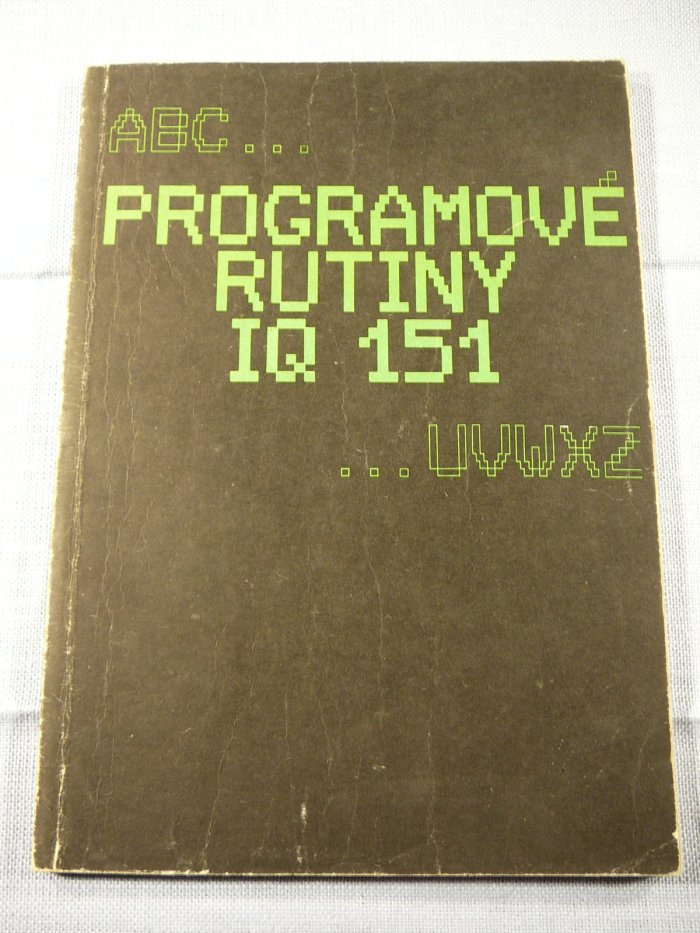 ABC...
PROGRAMOVÉ
RUTINY
IQ 151
...UVWXZ